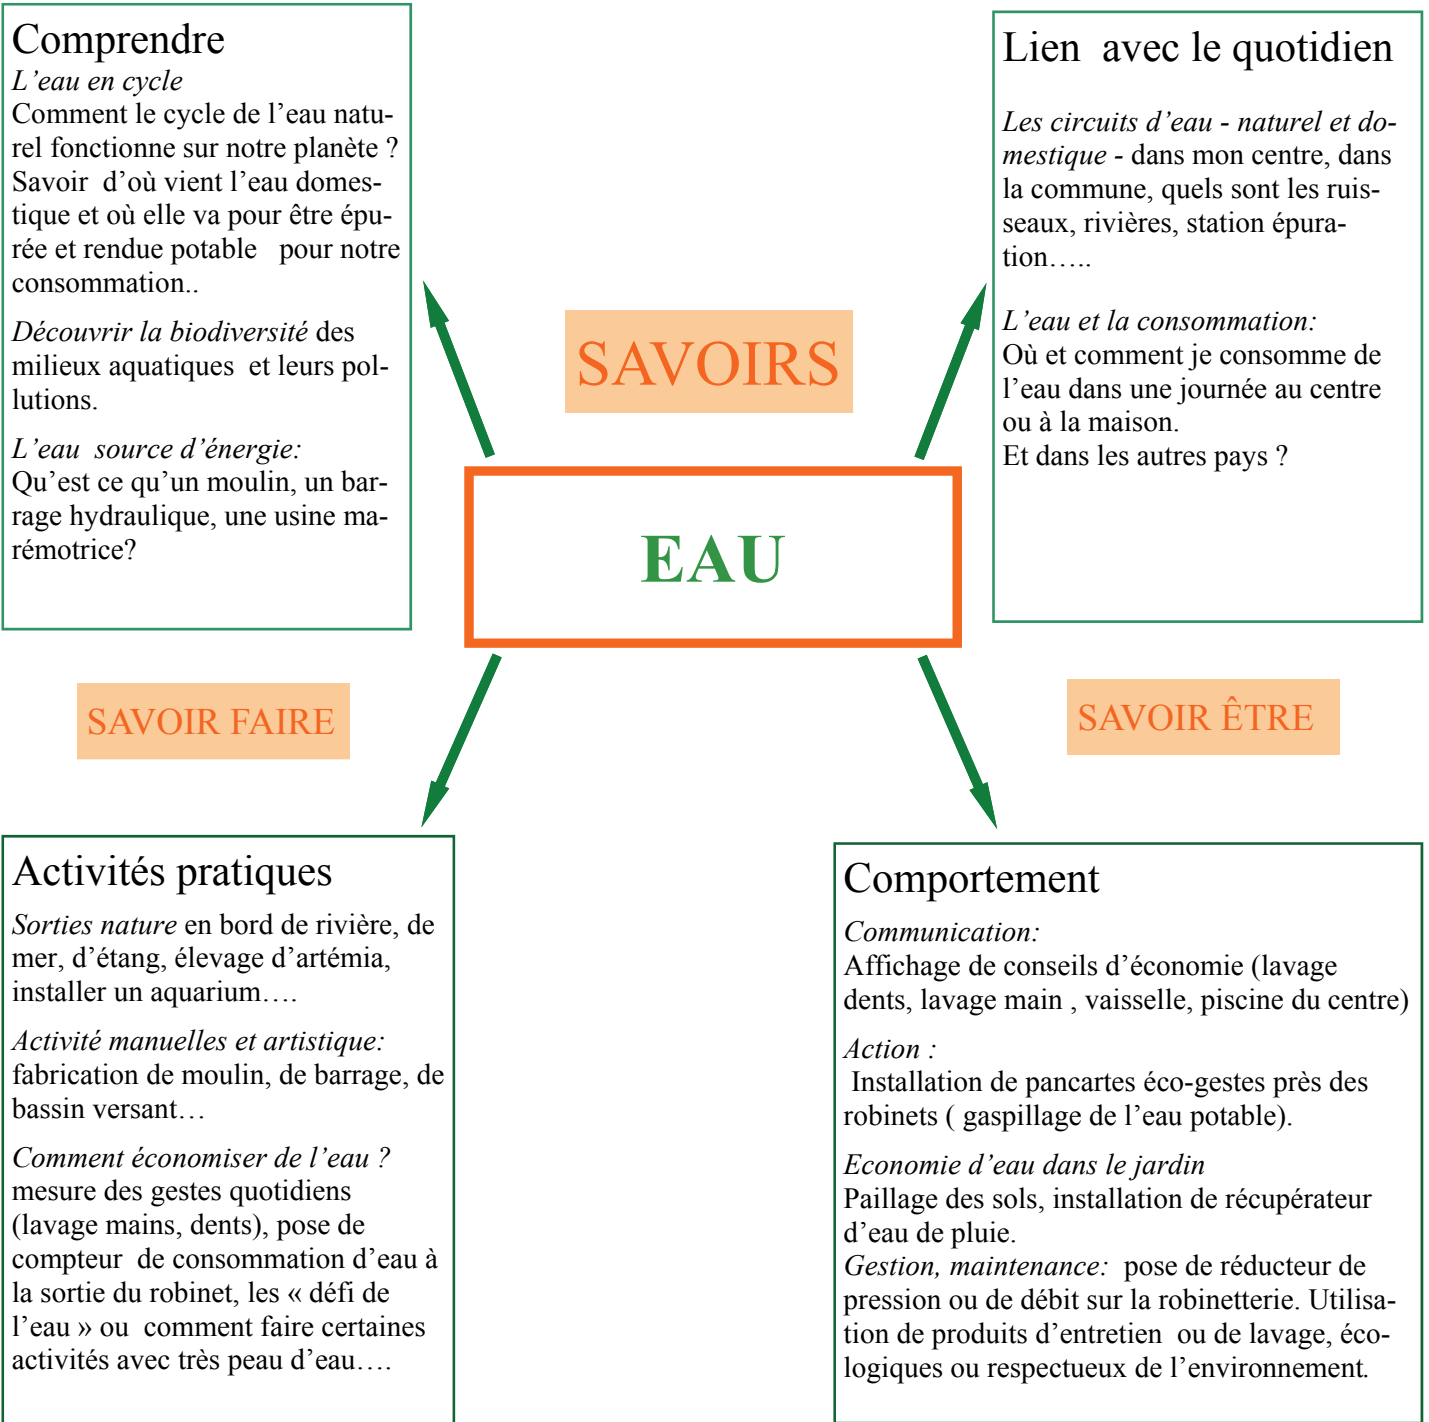 Comprendre
L’eau en cycle
Comment le cycle de l’eau natu-
rel fonctionne sur notre planète ?
Savoir d’où vient l’eau domes-
tique et où elle va pour être épu-
rée et rendue potable pour notre
consommation..
Découvrir la biodiversité des
milieux aquatiques et leurs pol-
lutions.
L’eau source d’énergie:
Qu’est ce qu’un moulin, un bar-
rage hydraulique, une usine ma-
rémotrice?
Lien avec le quotidien
Les circuits d’eau - naturel et do-
mestique - dans mon centre, dans
la commune, quels sont les ruis-
seaux, rivières, station épura-
tion…..
L’eau et la consommation:
Où et comment je consomme de
l’eau dans une journée au centre
ou à la maison.
Et dans les autres pays ?
SAVOIRS
EAU
SAVOIR FAIRE
SAVOIR ÊTRE
Activités pratiques
Sorties nature en bord de rivière, de
mer, d’étang, élevage d’artémia,
installer un aquarium….
Activité manuelles et artistique:
fabrication de moulin, de barrage, de
bassin versant…
Comment économiser de l’eau ?
mesure des gestes quotidiens
(lavage mains, dents), pose de
compteur de consommation d’eau à
la sortie du robinet, les « défi de
l’eau » ou comment faire certaines
activités avec très peu d’eau….
Comportement
Communication:
Affichage de conseils d’économie (lavage
dents, lavage main , vaisselle, piscine du centre)
Action :
Installation de pancartes éco-gestes près des
robinets ( gaspillage de l’eau potable).
Economie d’eau dans le jardin
Paillage des sols, installation de récupérateur
d’eau de pluie.
Gestion, maintenance: pose de réducteur de
pression ou de débit sur la robinetterie. Utilisa-
tion de produits d’entretien ou de lavage, éco-
logiques ou respectueux de l’environnement.